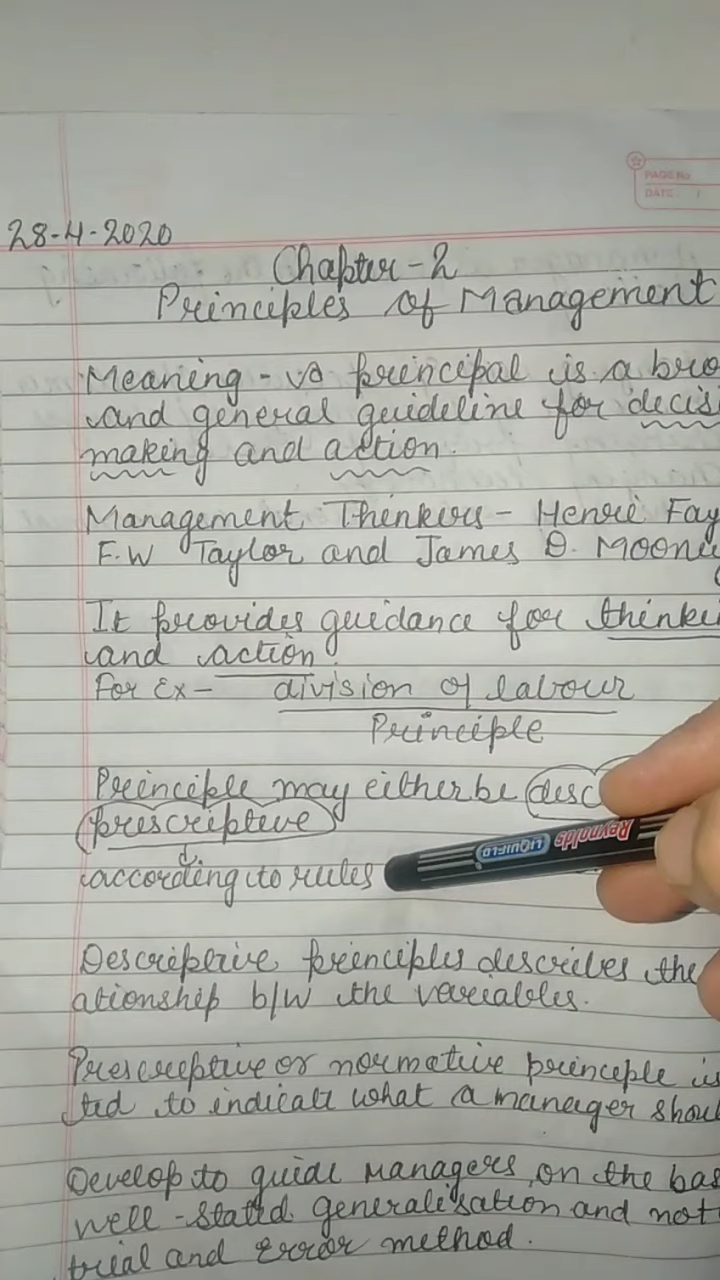 PAGE No
DATE
28-4-2020
Chapter-2
Principles of Management
Meaning - principal is a bro
and general guideline for decis
making and action.
Management Thinkers - Henri Fay
F.W Taylor and James D. Moone
It provides guidance for thinki
and action.
For Ex - division of labour
Principle
Principle may either be desc
prescriptive
according to rules
Reynolds LIQUIFLO
Descriptive principles describes the
ationship b/w the variables.
Prescreptive or normative principle is
ted to indicate what a manager shoul
Develop to guide Managers on the bas
well-stated generalisation and not
trial and error method.